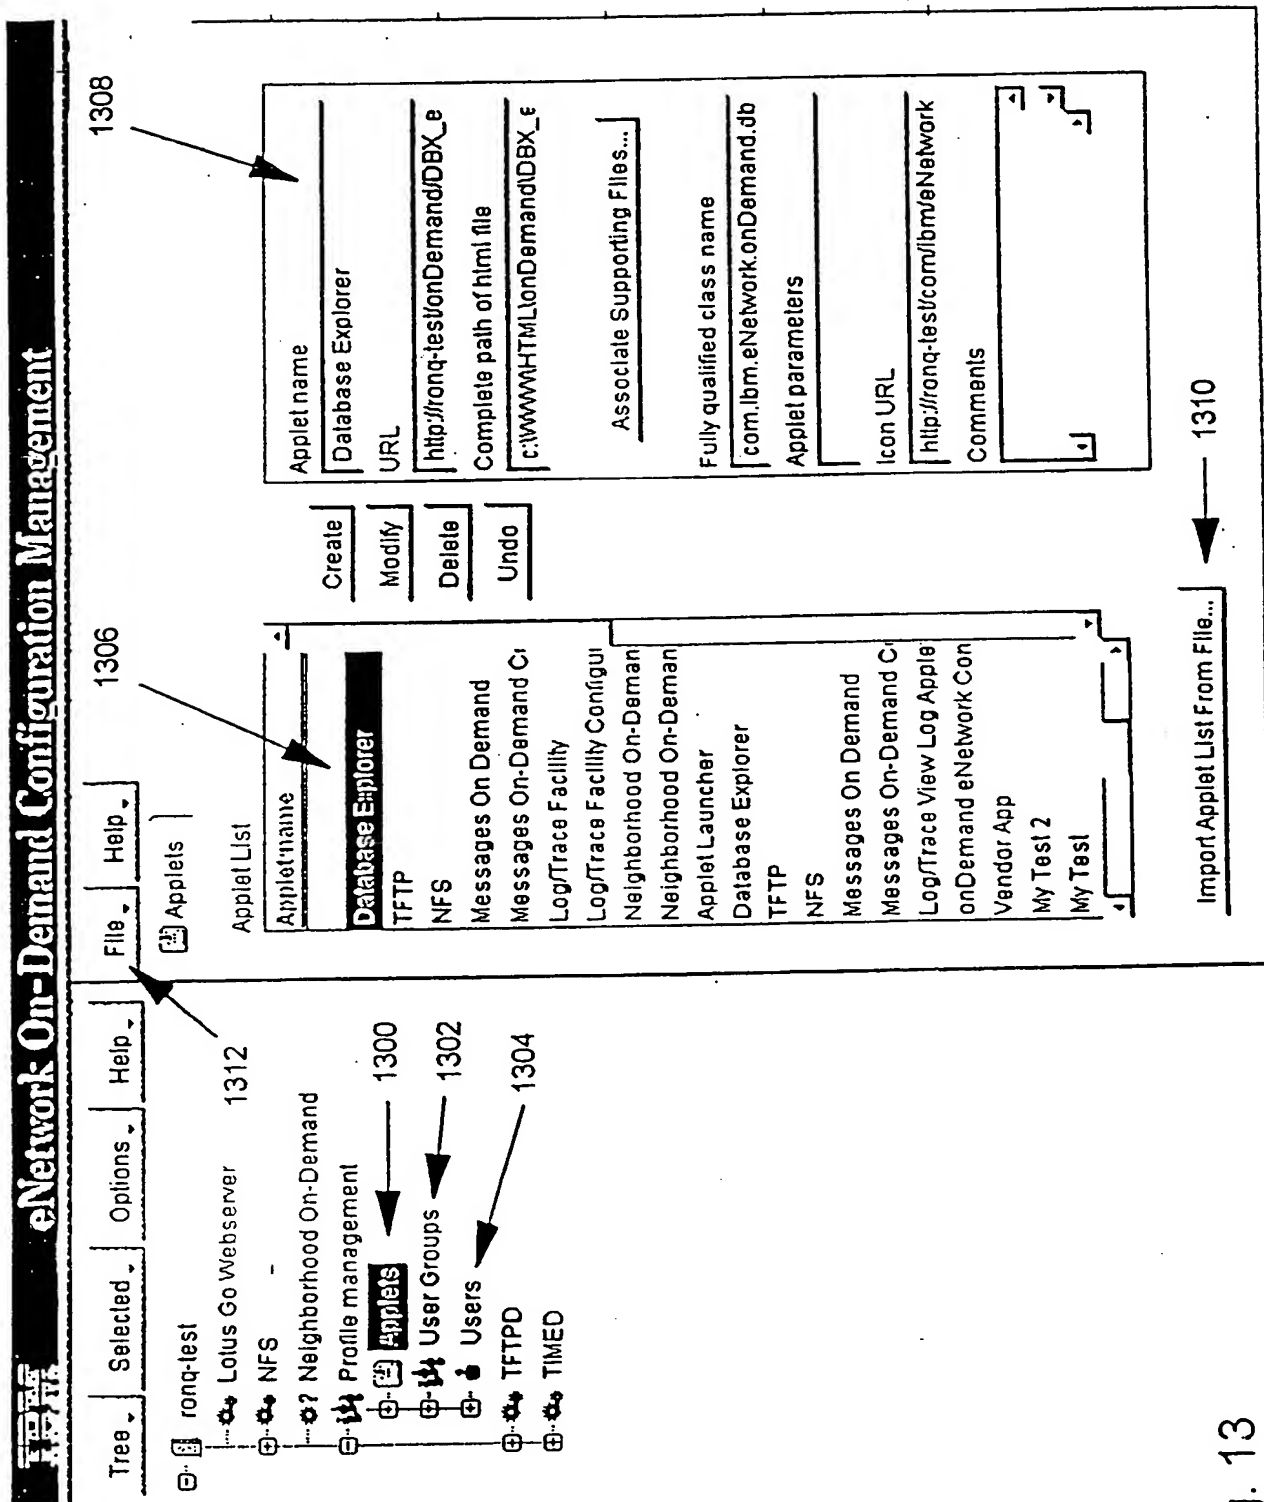 IBM
eNetwork On-Demand Configuration Management
Tree
Selected
Options
Help
ronq-test
Lotus Go Webserver
NFS
? Neighborhood On-Demand
Profile management
Applets
User Groups
Users
TFTPD
TIMED
1312
1300
1302
1304
File
Help
Applets
1306
Applet List
Applet name
Database Explorer
TFTP
NFS
Messages On Demand
Messages On-Demand C
Log/Trace Facility
Log/Trace Facility Configu
Neighborhood On-Deman
Neighborhood On-Deman
Applet Launcher
Database Explorer
TFTP
NFS
Messages On Demand
Messages On-Demand C
Log/Trace View Log Apple
onDemand eNetwork Con
Vendor App
My Test 2
My Test
Import Applet List From File...
1310
Create
Modify
Delete
Undo
1308
Applet name
Database Explorer
URL
http://ronq-test/onDemand/DBX_e
Complete path of html file
c:\WWW\HTML\onDemand\DBX_e
Associate Supporting Files...
Fully qualified class name
com.ibm.eNetwork.onDemand.db
Applet parameters
Icon URL
http://ronq-test/com/ibm/eNetwork
Comments
13